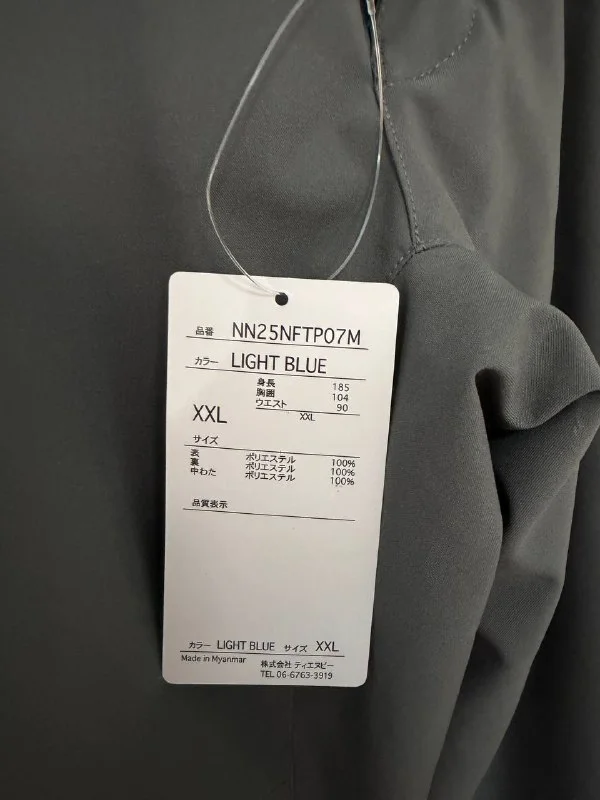 品番 NN25NFTP07M
カラー LIGHT BLUE
身長 185
胸囲 104
ウエスト 90
XXL XXL
サイズ
表 ポリエステル 100%
裏 ポリエステル 100%
中わた ポリエステル 100%
品質表示
カラー LIGHT BLUE サイズ XXL
Made in Myanmar 株式会社 ティエヌピー
TEL 06-6763-3919